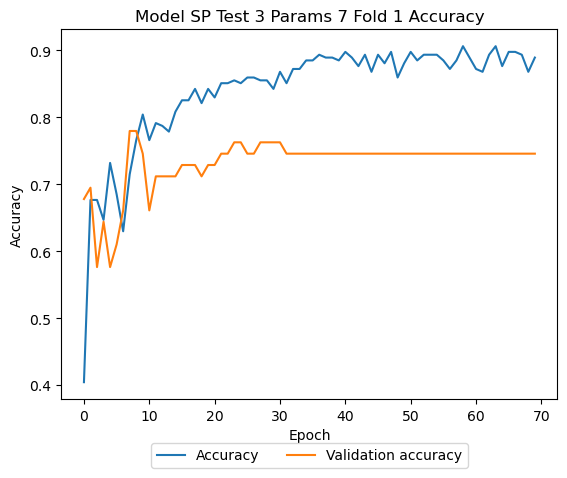 Model SP Test 3 Params 7 Fold 1 Accuracy
0.9
0.8
0.7
0.6
0.5
0.4
Accuracy
0 10 20 30 40 50 60 70
Epoch
Accuracy Validation accuracy